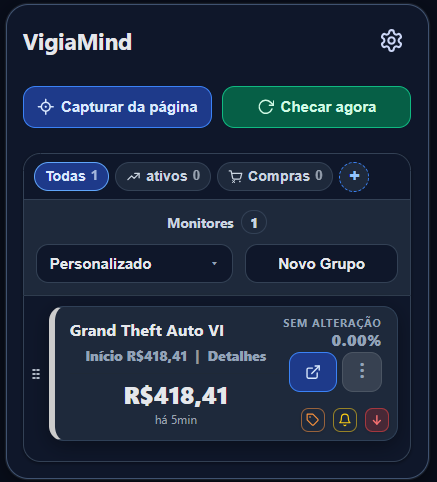 VigiaMind
Capturar da página
Checar agora
Todas 1
ativos 0
Compras 0
+
Monitores 1
Personalizado
Novo Grupo
Grand Theft Auto VI
SEM ALTERAÇÃO
0.00%
Início R$418,41 | Detalhes
R$418,41
há 5min